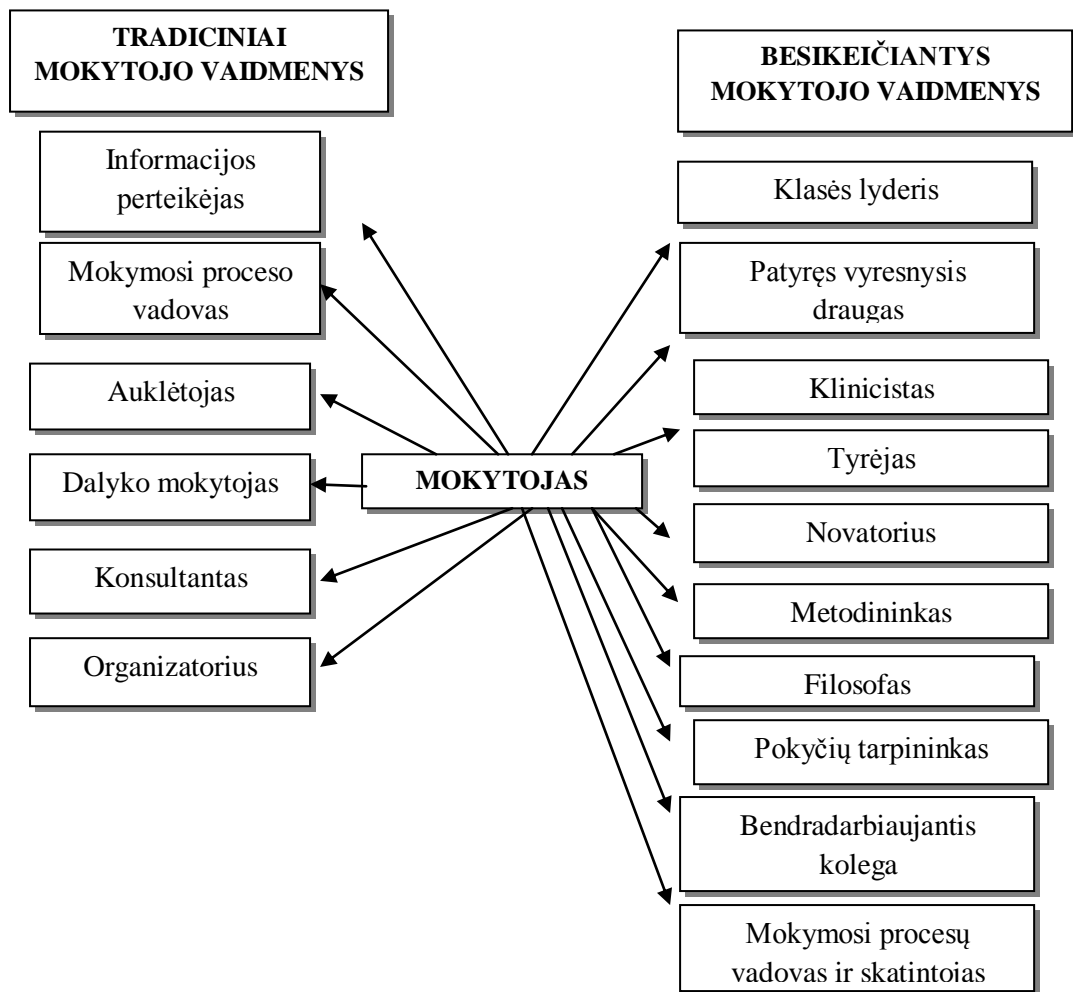 TRADICINIAI
MOKYTOJO VAIDMENYS
Informacijos
perteikėjas
Mokymosi proceso
vadovas
Auklėtojas
Dalyko mokytojas
Konsultantas
Organizatorius
MOKYTOJAS
BESIKEIČIANTYS
MOKYTOJO VAIDMENYS
Klasės lyderis
Patyręs vyresnysis
draugas
Klinicistas
Tyrėjas
Novatorius
Metodininkas
Filosofas
Pokyčių tarpininkas
Bendradarbiaujantis
kolega
Mokymosi procesų
vadovas ir skatintojas